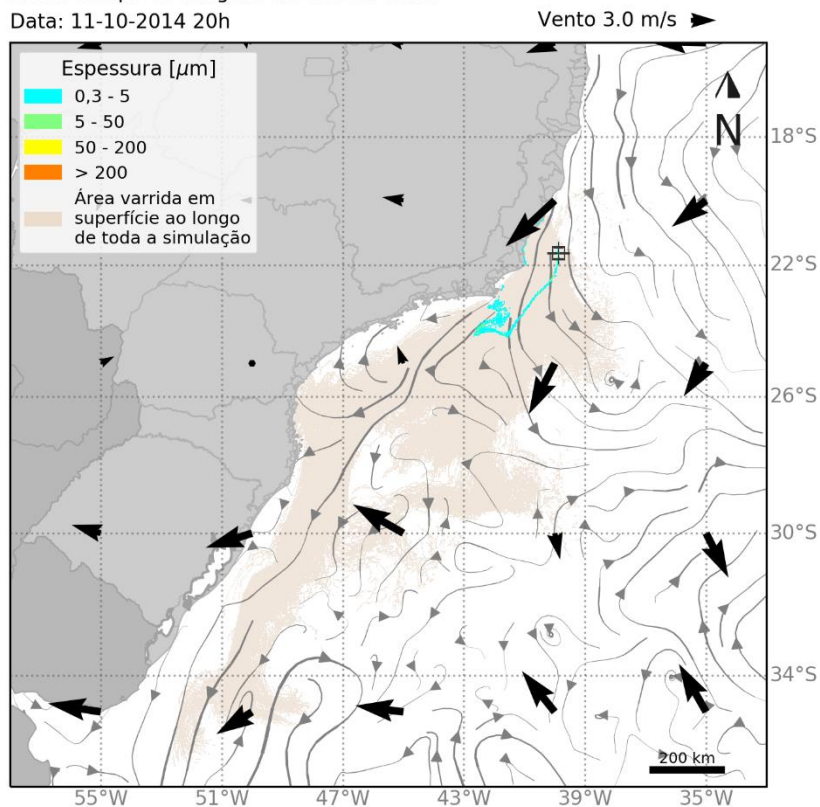 Data: 11-10-2014 20h
Vento 3.0 m/s
Espessura [μm]
0,3 - 5
5 - 50
50 - 200
> 200
Área varrida em
superfície ao longo
de toda a simulação
N
18°S
22°S
26°S
30°S
34°S
200 km
55°W
51°W
47°W
43°W
39°W
35°W